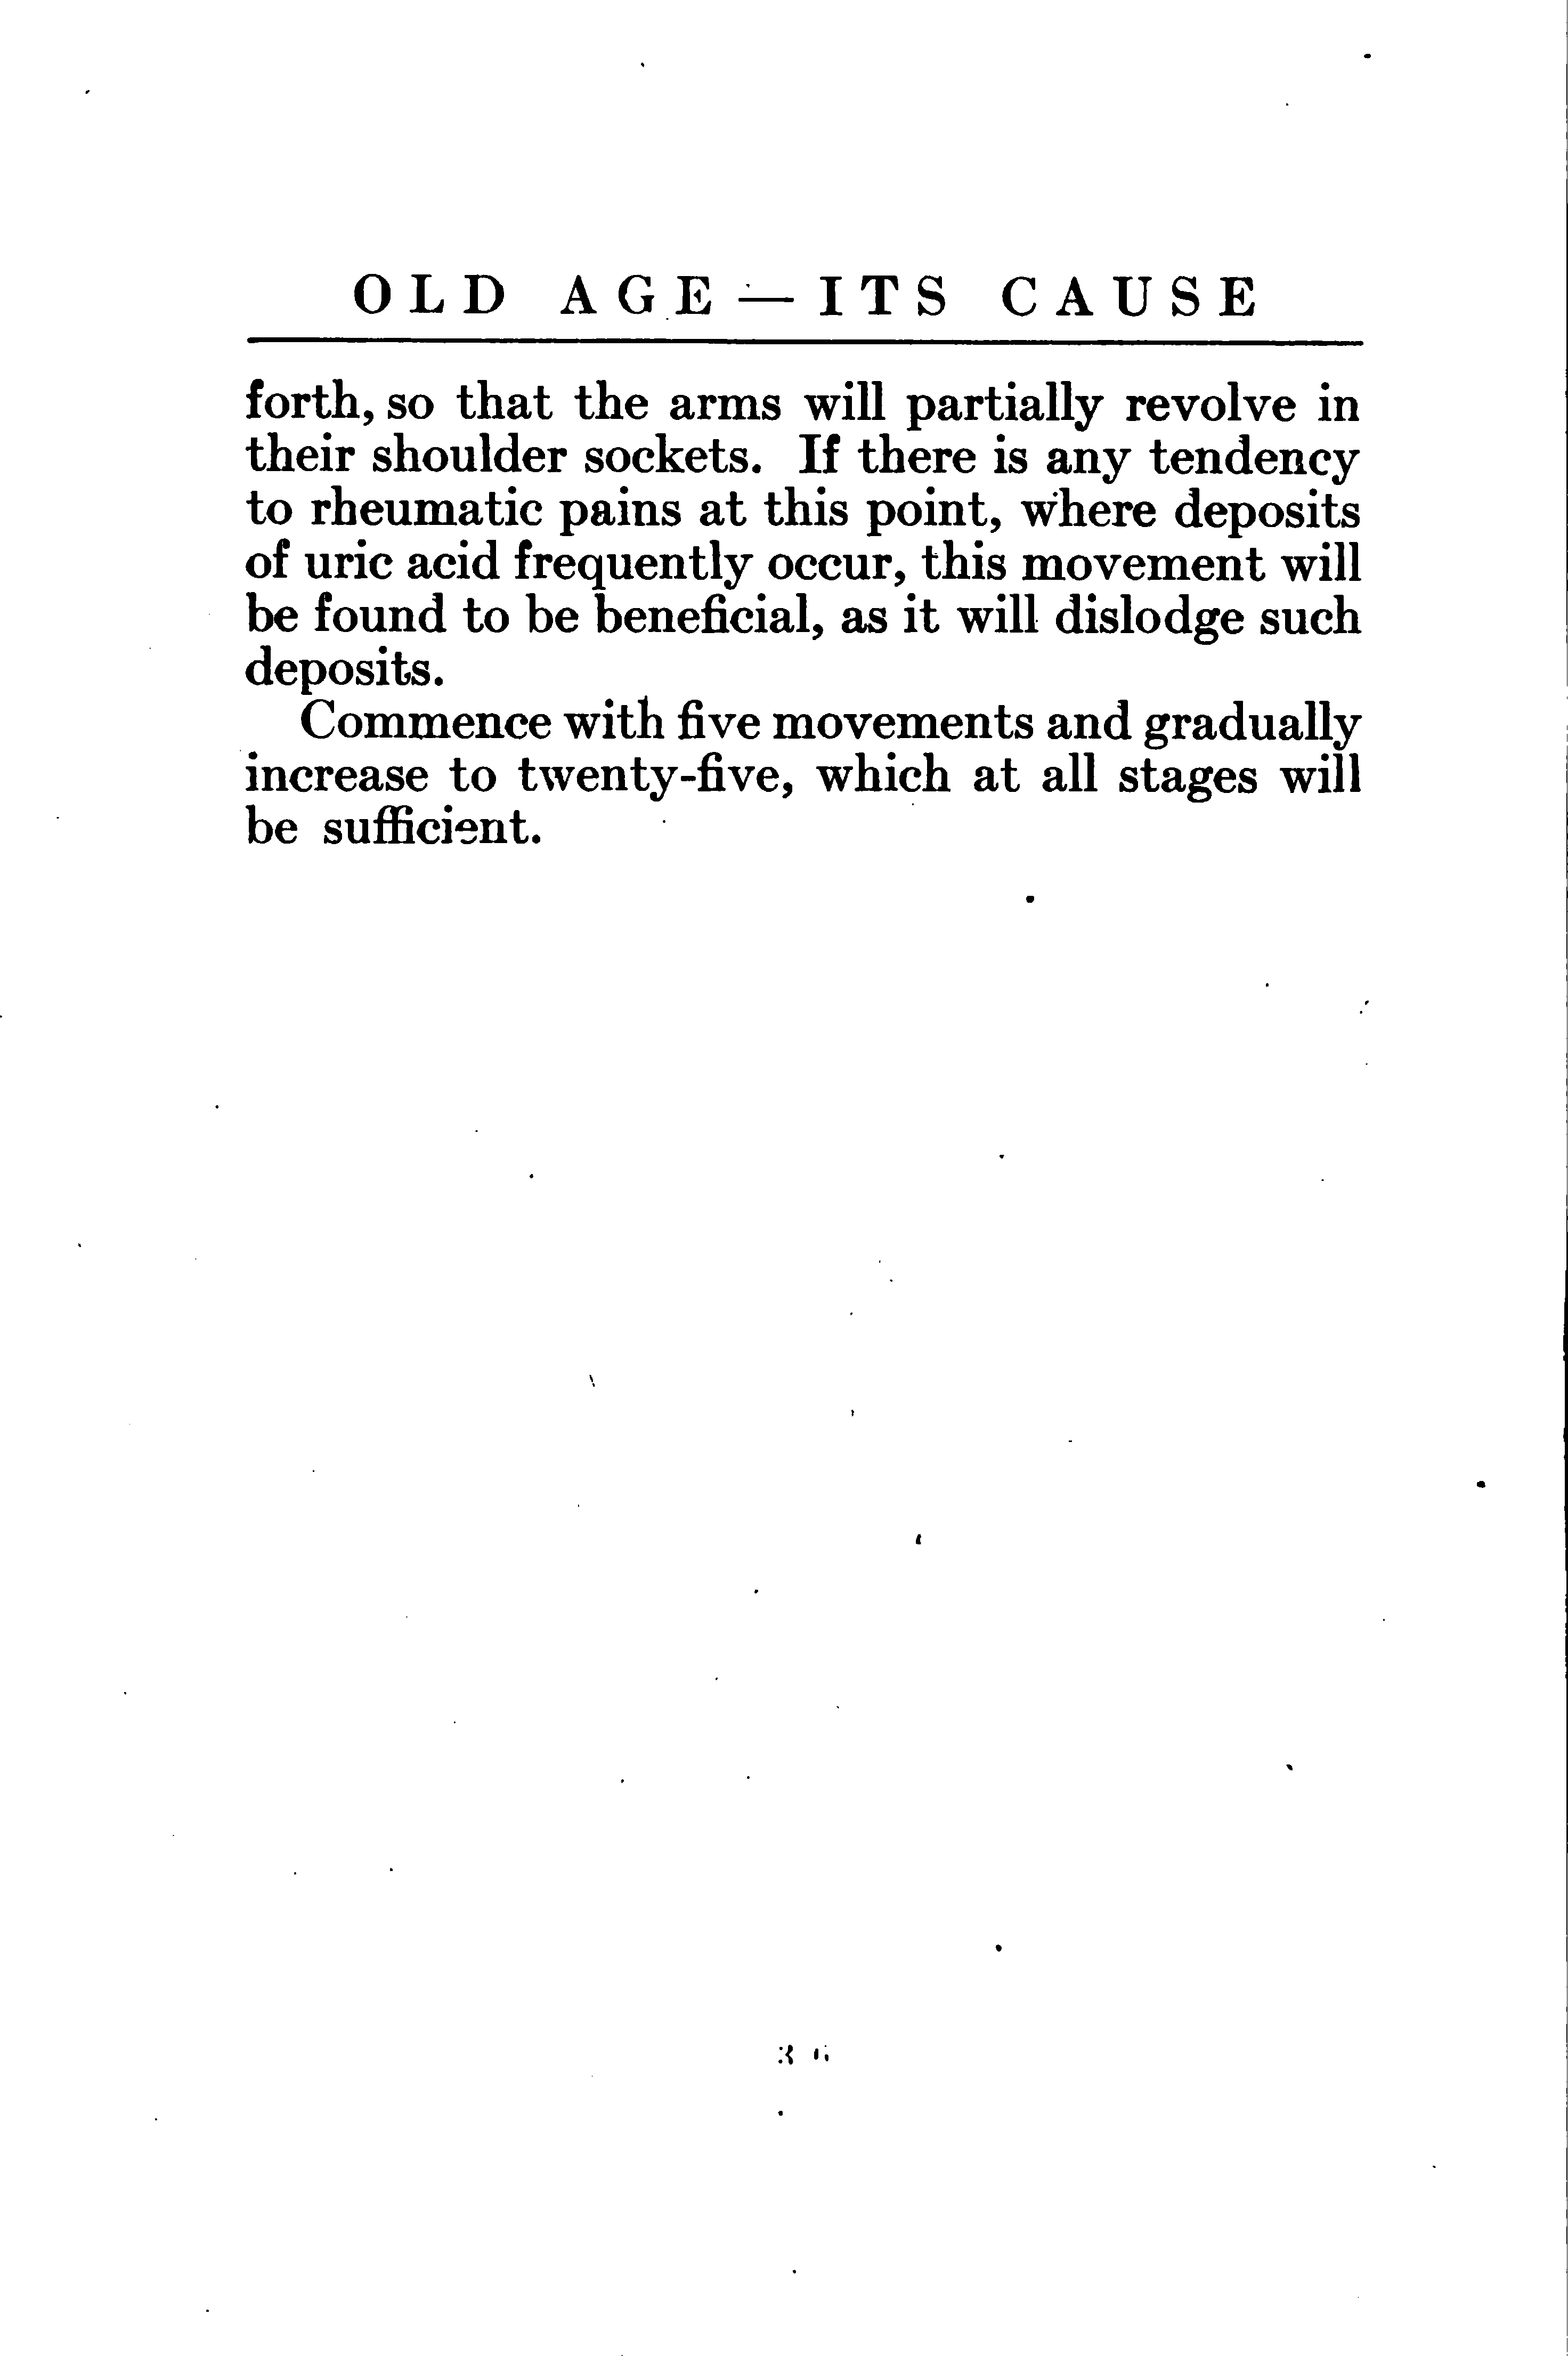 OLD AGE — ITS CAUSE
forth, so that the arms will partially revolve in
their shoulder sockets. If there is any tendency
to rheumatic pains at this point, where deposits
of uric acid frequently occur, this movement will
be found to be beneficial, as it will dislodge such
deposits.
Commence with five movements and gradually
increase to twenty-five, which at all stages will
be sufficient.
36